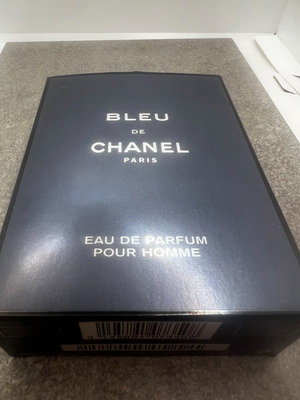 BLEU
DE
CHANEL
PARIS
EAU DE PARFUM
POUR HOMME